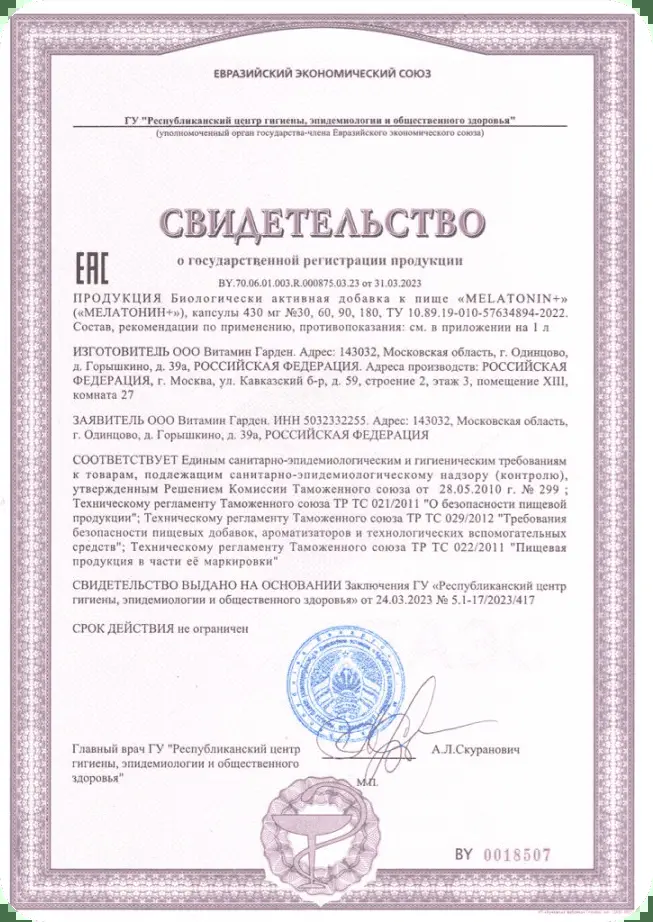 ЕВРАЗИЙСКИЙ ЭКОНОМИЧЕСКИЙ СОЮЗ
ГУ "Республиканский центр гигиены, эпидемиологии и общественного здоровья"
(уполномоченный орган государства-члена Евразийского экономического союза)
СВИДЕТЕЛЬСТВО
о государственной регистрации продукции
ЕАС
BY.70.06.01.003.R.000875.03.23 от 31.03.2023
ПРОДУКЦИЯ Биологически активная добавка к пище «MELATONIN+»
(«МЕЛАТОНИН+»), капсулы 430 мг №30, 60, 90, 180, ТУ 10.89.19-010-57634894-2022.
Состав, рекомендации по применению, противопоказания: см. в приложении на 1 л
ИЗГОТОВИТЕЛЬ ООО Витамин Гарден. Адрес: 143032, Московская область, г. Одинцово,
д. Горышкино, д. 39а, РОССИЙСКАЯ ФЕДЕРАЦИЯ. Адреса производств: РОССИЙСКАЯ
ФЕДЕРАЦИЯ, г. Москва, ул. Кавказский б-р, д. 59, строение 2, этаж 3, помещение XIII,
комната 27
ЗАЯВИТЕЛЬ ООО Витамин Гарден. ИНН 5032332255. Адрес: 143032, Московская область,
г. Одинцово, д. Горышкино, д. 39а, РОССИЙСКАЯ ФЕДЕРАЦИЯ
СООТВЕТСТВУЕТ Единым санитарно-эпидемиологическим и гигиеническим требованиям
к товарам, подлежащим санитарно-эпидемиологическому надзору (контролю),
утвержденным Решением Комиссии Таможенного союза от 28.05.2010 г. № 299 ;
Техническому регламенту Таможенного союза ТР ТС 021/2011 "О безопасности пищевой
продукции"; Техническому регламенту Таможенного союза ТР ТС 029/2012 "Требования
безопасности пищевых добавок, ароматизаторов и технологических вспомогательных
средств"; Техническому регламенту Таможенного союза ТР ТС 022/2011 "Пищевая
продукция в части её маркировки"
СВИДЕТЕЛЬСТВО ВЫДАНО НА ОСНОВАНИИ Заключения ГУ «Республиканский центр
гигиены, эпидемиологии и общественного здоровья» от 24.03.2023 № 5.1-17/2023/417
СРОК ДЕЙСТВИЯ не ограничен
Главный врач ГУ "Республиканский центр
гигиены, эпидемиологии и общественного
здоровья"
А.Л.Скуранович
М.П.
BY 0018507